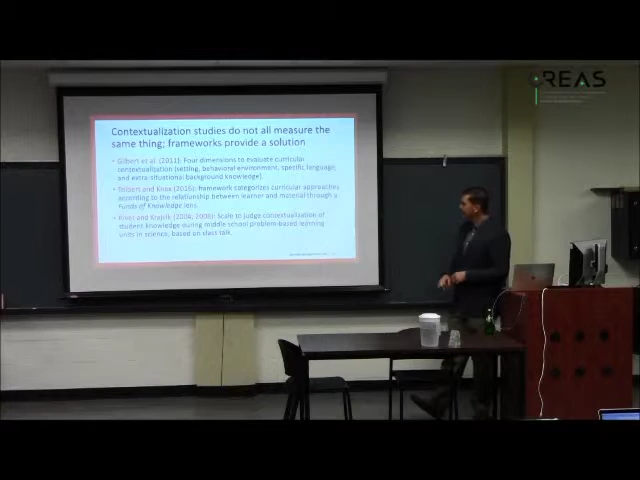 CREAS
Contextualization studies do not all measure the
same thing; frameworks provide a solution
• Gilbert et al. (2011): Four dimensions to evaluate curricular
contextualization [setting, behavioral environment, specific language,
and extra-situational background knowledge].
• Tolbert and Knox (2016): framework categorizes curricular approaches
according to the relationship between learner and material through a
Funds of Knowledge lens.
• Rivet and Krajcik (2004, 2008): Scale to judge contextualization of
student knowledge during middle school problem-based learning
units in science, based on class talk.